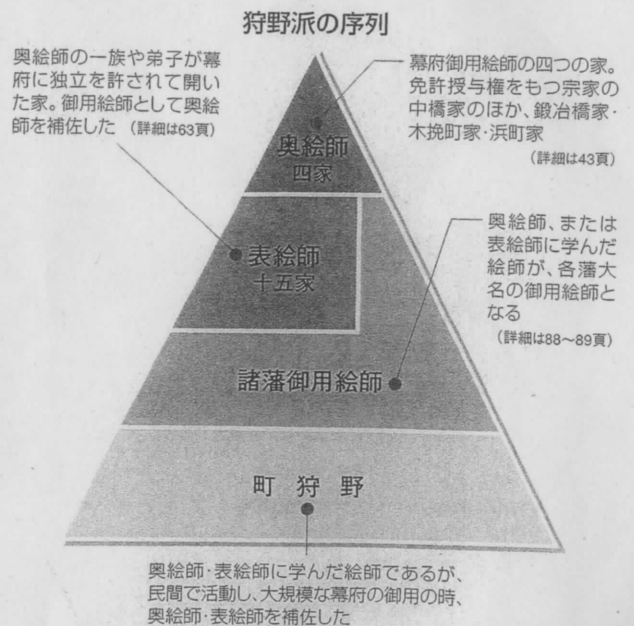 狩野派の序列
奥絵師の一族や弟子が幕
府に独立を許されて開い
た家。御用絵師として奥絵
師を補佐した (詳細は63頁)
幕府御用絵師の四つの家。
免許授与権をもつ宗家の
中橋家のほか、鍛冶橋家・
木挽町家・浜町家
(詳細は43頁)
奥絵師
四家
表絵師
十五家
奥絵師、または
表絵師に学んだ
絵師が、各藩大
名の御用絵師と
なる
(詳細は88〜89頁)
諸藩御用絵師
町 狩 野
奥絵師・表絵師に学んだ絵師であるが、
民間で活動し、大規模な幕府の御用の時、
奥絵師・表絵師を補佐した